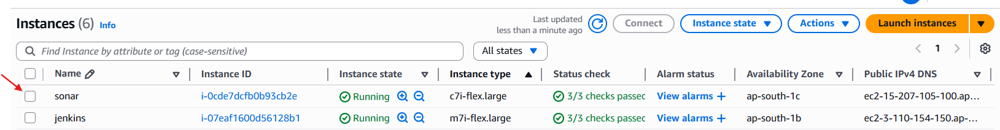 Instances (6) Info
Last updated
less than a minute ago
Connect
Instance state
Actions
Launch instances
Find Instance by attribute or tag (case-sensitive)
All states
1
Name Instance ID Instance state Instance type Status check Alarm status Availability Zone Public IPv4 DNS
sonar i-0cde7dcfb0b93cb2e Running c7i-flex.large 3/3 checks passec View alarms + ap-south-1c ec2-15-207-105-100.ap...
jenkins i-07eaf1600d56128b1 Running m7i-flex.large 3/3 checks passec View alarms + ap-south-1b ec2-3-110-154-150.ap-...